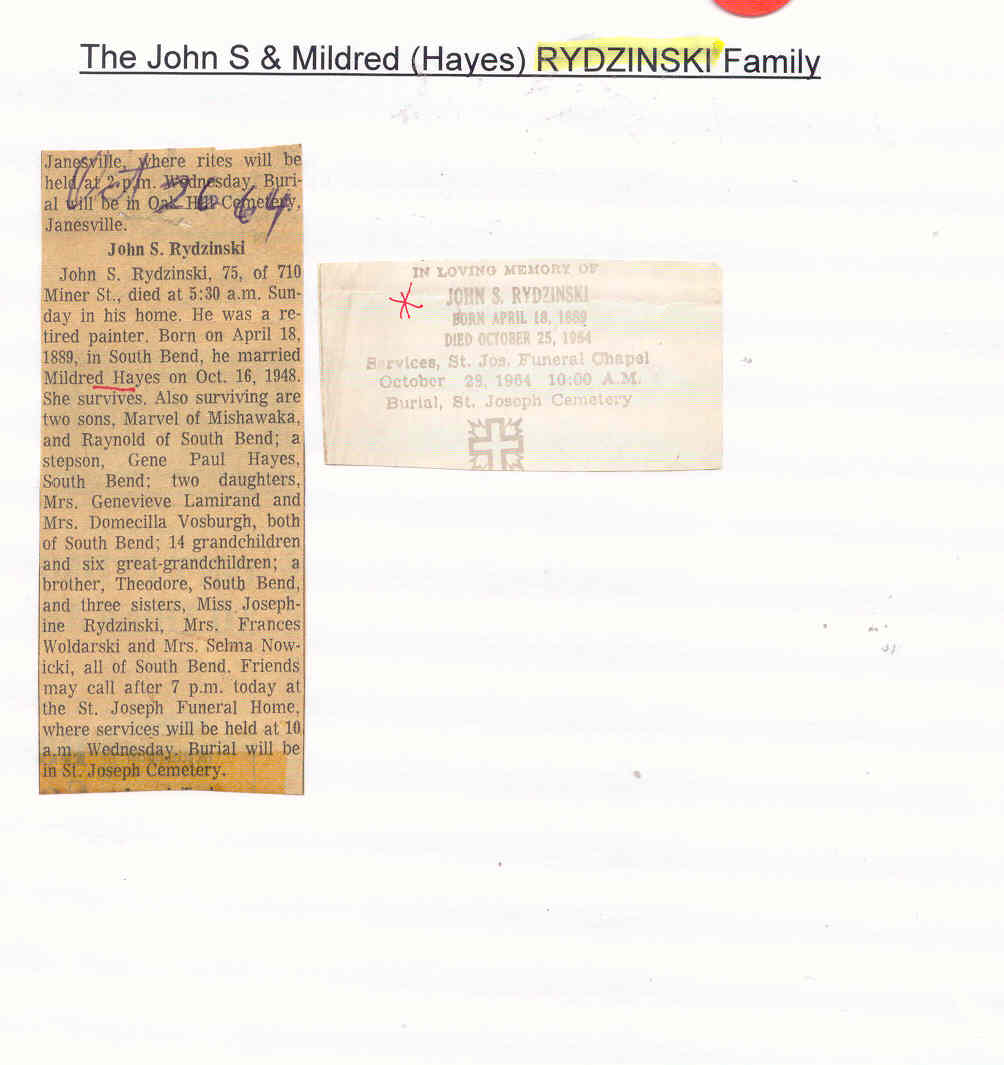 The John S & Mildred (Hayes) RYDZINSKI Family
Janesville, where rites will be
held at 2 p.m. Wednesday. Buri-
al will be in Oak Hill Cemetery,
Janesville.
Oct 26 64
John S. Rydzinski
John S. Rydzinski, 75, of 710
Miner St., died at 5:30 a.m. Sun-
day in his home. He was a re-
tired painter. Born on April 18,
1889, in South Bend, he married
Mildred Hayes on Oct. 16, 1948.
She survives. Also surviving are
two sons, Marvel of Mishawaka,
and Raynold of South Bend; a
stepson, Gene Paul Hayes,
South Bend; two daughters,
Mrs. Genevieve Lamirand and
Mrs. Domecilla Vosburgh, both
of South Bend; 14 grandchildren
and six great-grandchildren; a
brother, Theodore, South Bend,
and three sisters, Miss Joseph-
ine Rydzinski, Mrs. Frances
Woldarski and Mrs. Selma Now-
icki, all of South Bend. Friends
may call after 7 p.m. today at
the St. Joseph Funeral Home,
where services will be held at 10
a.m. Wednesday. Burial will be
in St. Joseph Cemetery.
IN LOVING MEMORY OF
JOHN S. RYDZINSKI
BORN APRIL 18, 1889
DIED OCTOBER 25, 1964
Services, St. Jos. Funeral Chapel
October 28, 1964 10:00 A.M.
Burial, St. Joseph Cemetery